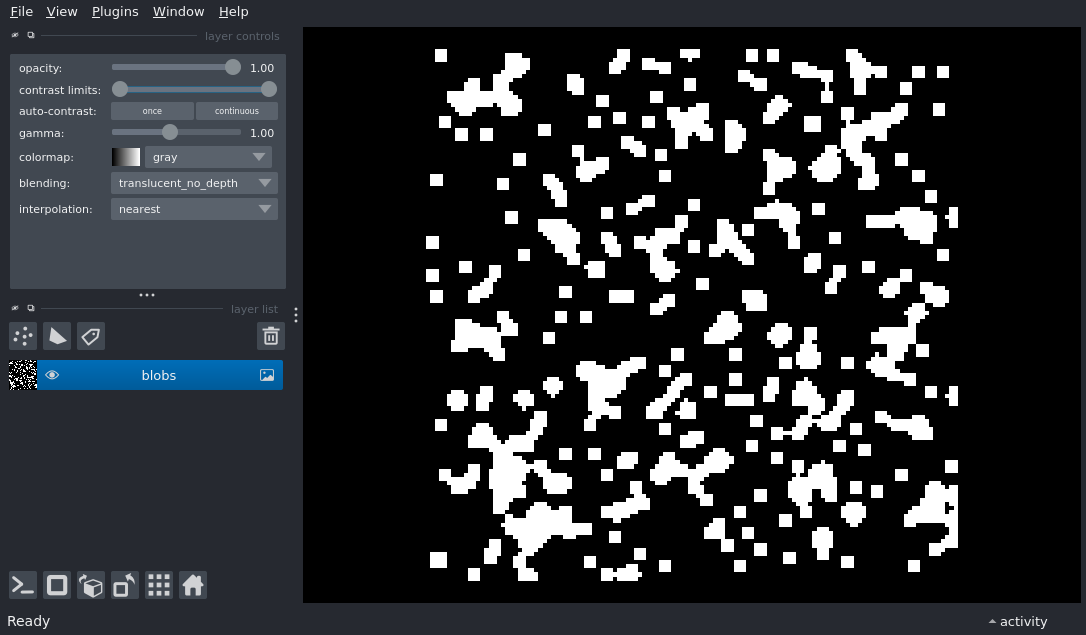 File View Plugins Window Help
layer controls
opacity: 1.00
contrast limits:
auto-contrast: once continuous
gamma: 1.00
colormap: gray
blending: translucent_no_depth
interpolation: nearest
layer list
blobs
Ready
activity